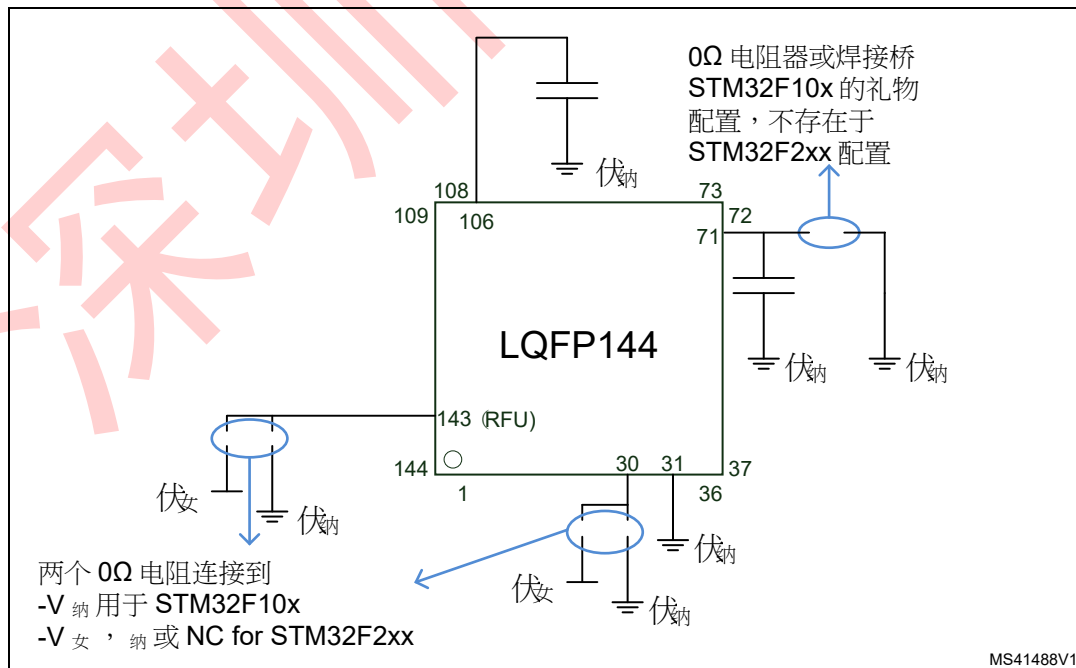 深圳
0Ω 电阻器或焊接桥
STM32F10x 的礼物
配置，不存在于
STM32F2xx 配置
伏纳
108
73
109
106
72
71
LQFP144
伏纳
伏纳
143 (RFU)
144
30
31
37
1
36
伏女
伏纳
伏纳
伏女
伏纳
两个 0Ω 电阻连接到
-V 纳 用于 STM32F10x
-V 女 ， 纳 或 NC for STM32F2xx
MS41488V1